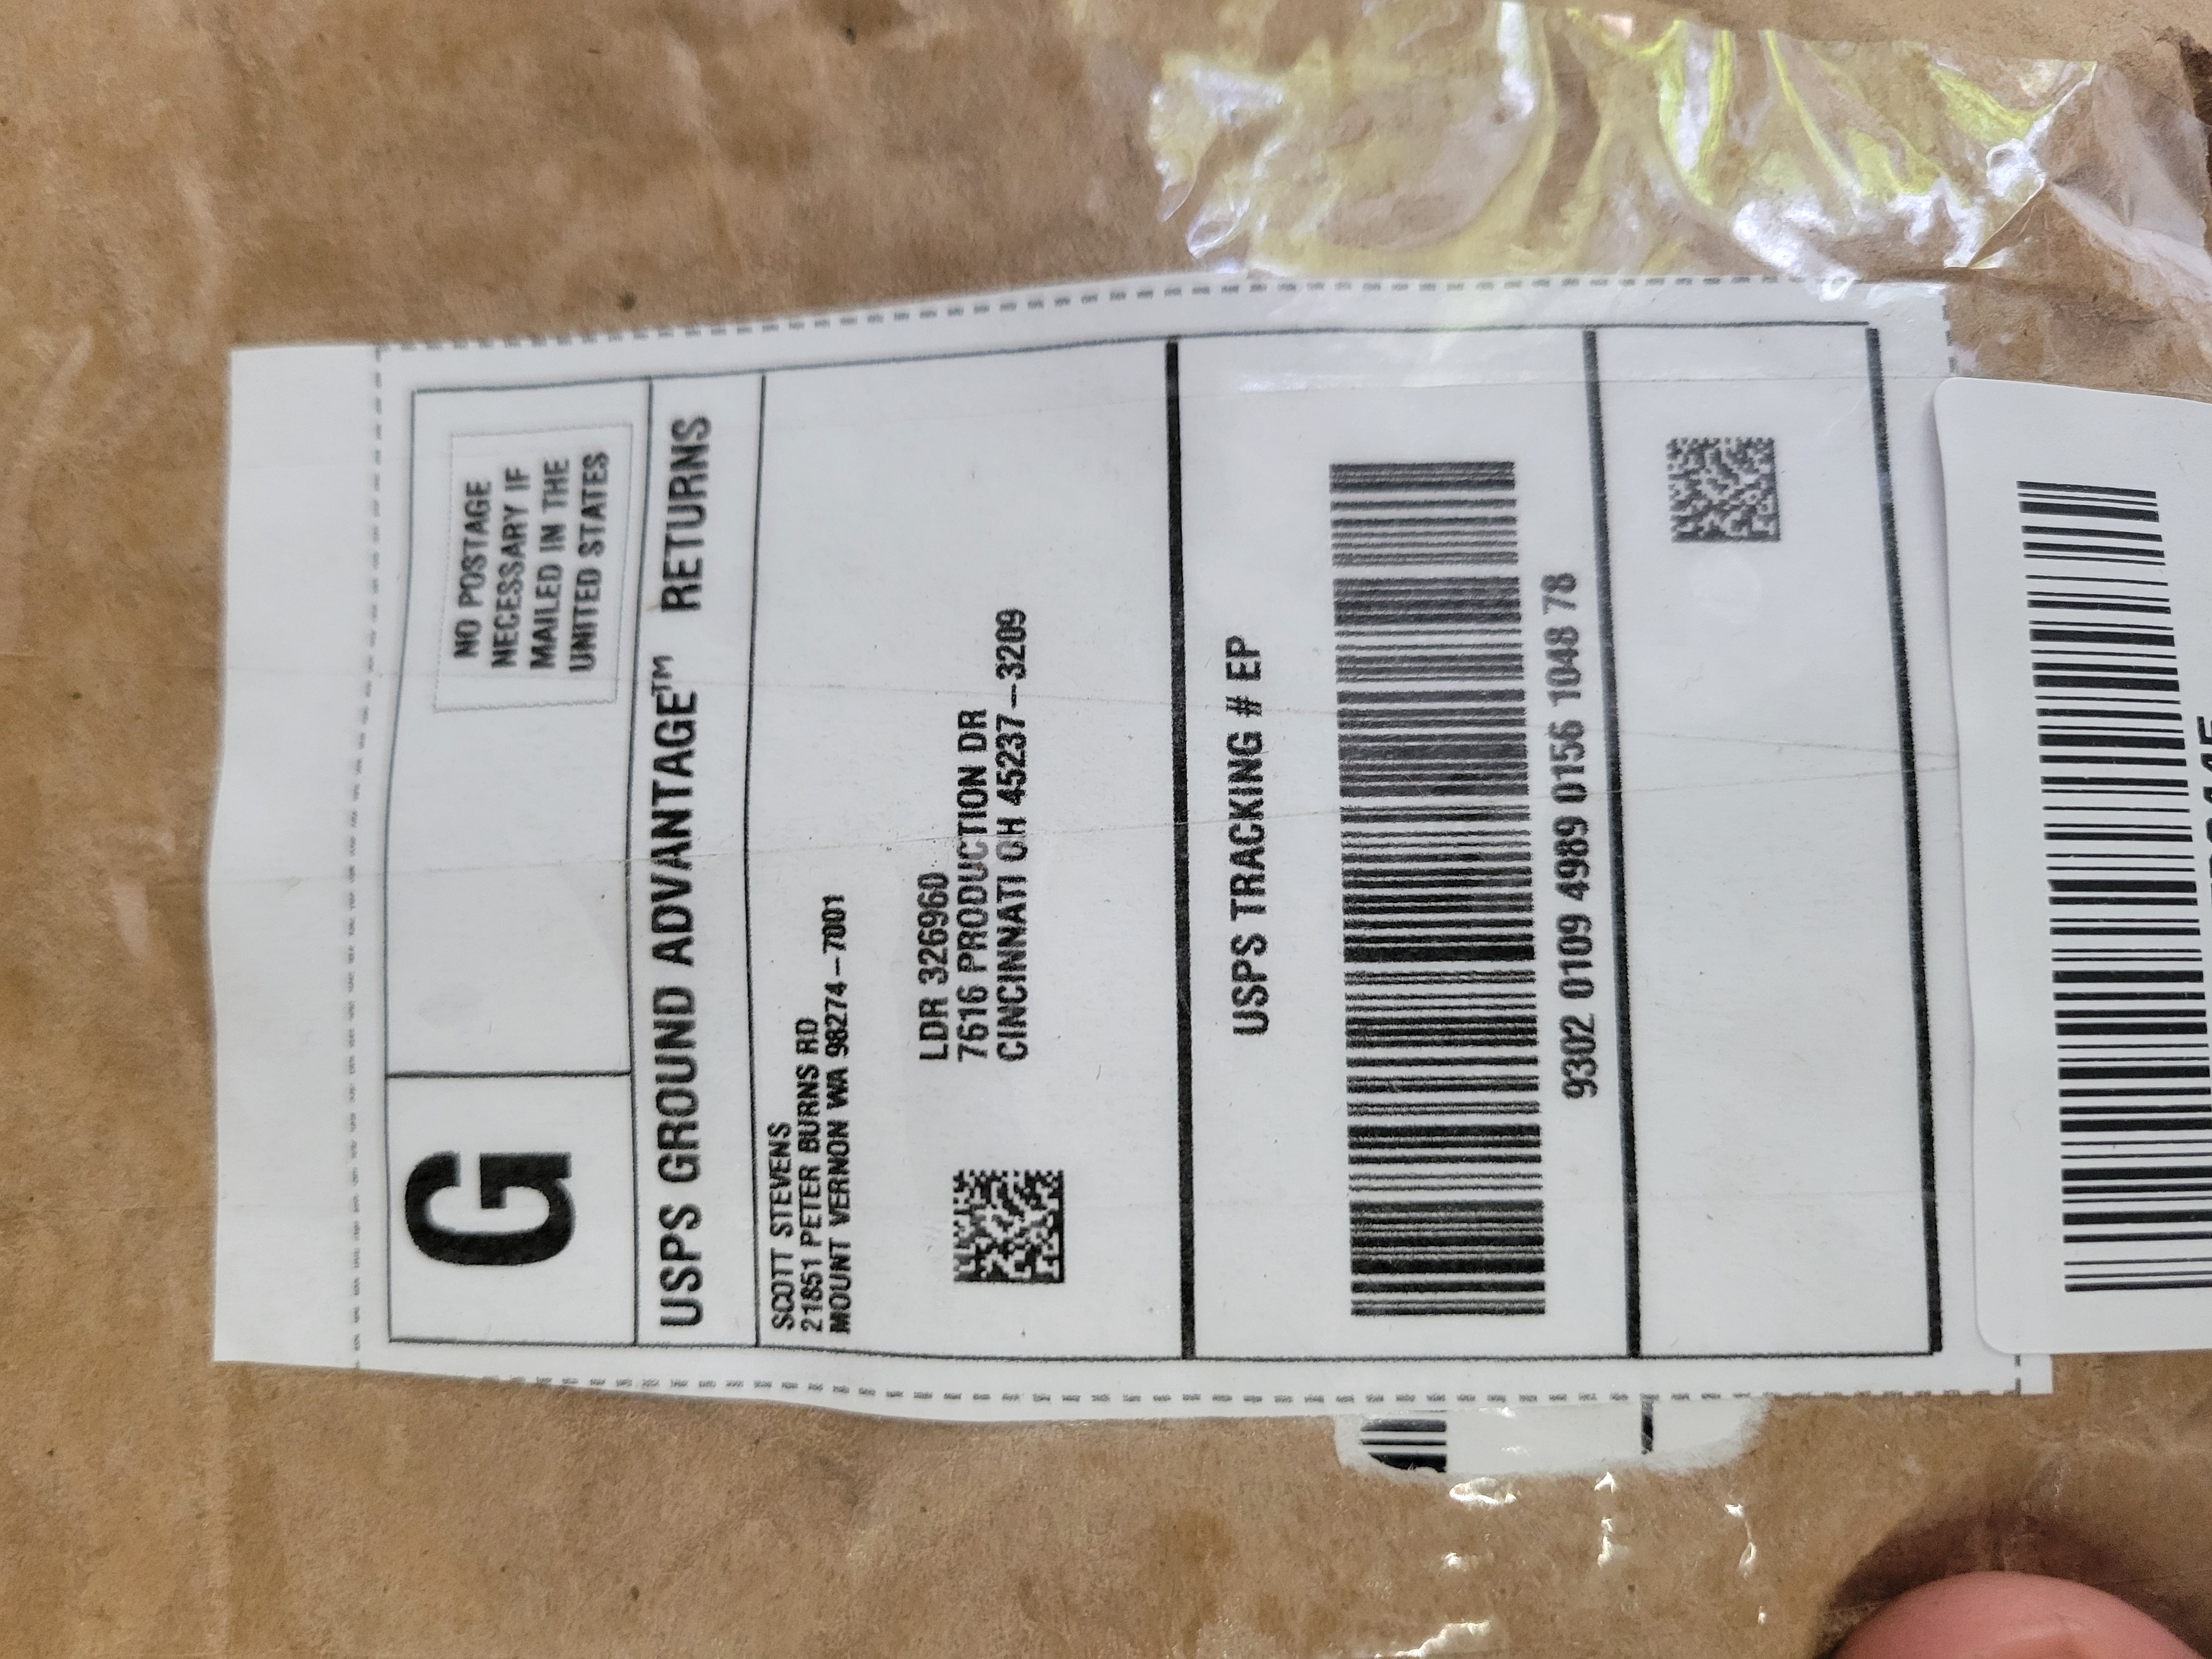 G
NO POSTAGE
NECESSARY IF
MAILED IN THE
UNITED STATES
USPS GROUND ADVANTAGE™ RETURNS
SCOTT STEVENS
21851 PETER BURNS RD
MOUNT VERNON WA 98274-7001
LDR 326960
7616 PRODUCTION DR
CINCINNATI OH 45237-3209
USPS TRACKING # EP
9302 0109 4989 0156 1048 78